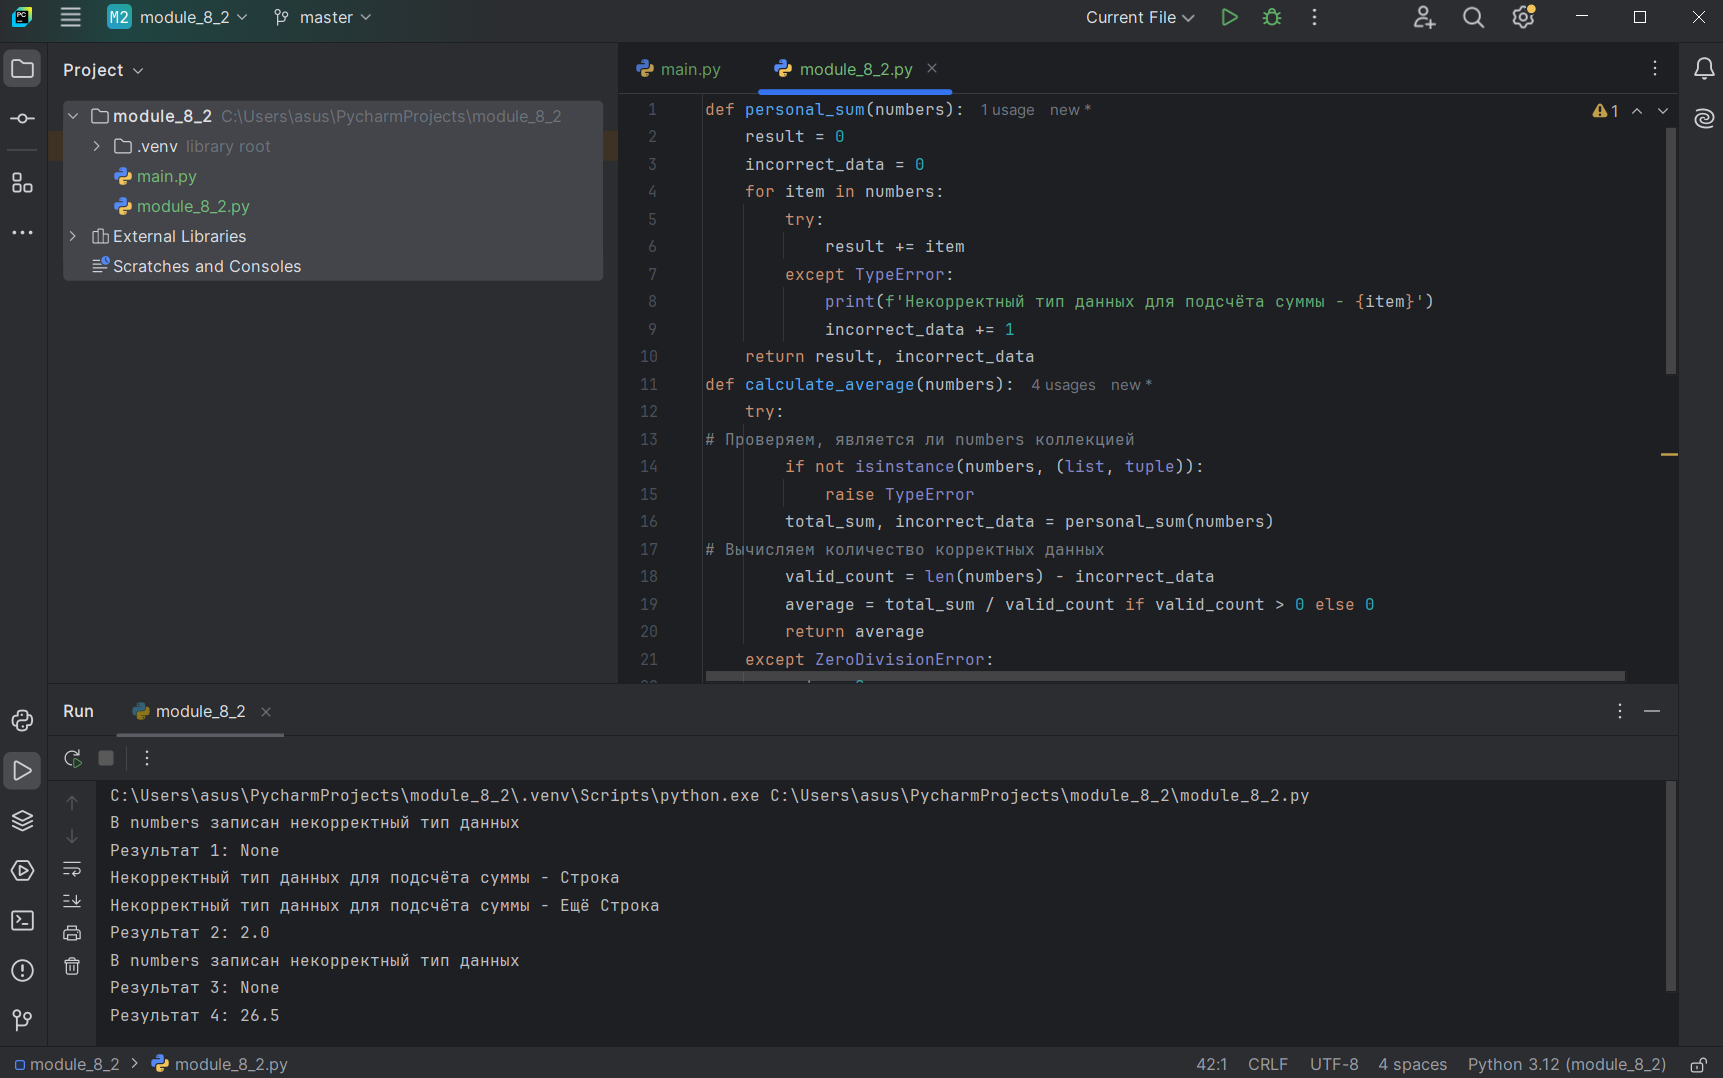 PC M2 module_8_2 master Current File
Project
main.py module_8_2.py
module_8_2 C:\Users\asus\PycharmProjects\module_8_2
.venv library root
main.py
module_8_2.py
External Libraries
Scratches and Consoles
1 def personal_sum(numbers): 1 usage new *
1
2 result = 0
3 incorrect_data = 0
4 for item in numbers:
5 try:
6 result += item
7 except TypeError:
8 print(f'Некорректный тип данных для подсчёта суммы - {item}')
9 incorrect_data += 1
10 return result, incorrect_data
11 def calculate_average(numbers): 4 usages new *
12 try:
13 # Проверяем, является ли numbers коллекцией
14 if not isinstance(numbers, (list, tuple)):
15 raise TypeError
16 total_sum, incorrect_data = personal_sum(numbers)
17 # Вычисляем количество корректных данных
18 valid_count = len(numbers) - incorrect_data
19 average = total_sum / valid_count if valid_count > 0 else 0
20 return average
21 except ZeroDivisionError:
Run module_8_2
C:\Users\asus\PycharmProjects\module_8_2\.venv\Scripts\python.exe C:\Users\asus\PycharmProjects\module_8_2\module_8_2.py
В numbers записан некорректный тип данных
Результат 1: None
Некорректный тип данных для подсчёта суммы - Строка
Некорректный тип данных для подсчёта суммы - Ещё Строка
Результат 2: 2.0
В numbers записан некорректный тип данных
Результат 3: None
Результат 4: 26.5
module_8_2 module_8_2.py 42:1 CRLF UTF-8 4 spaces Python 3.12 (module_8_2)